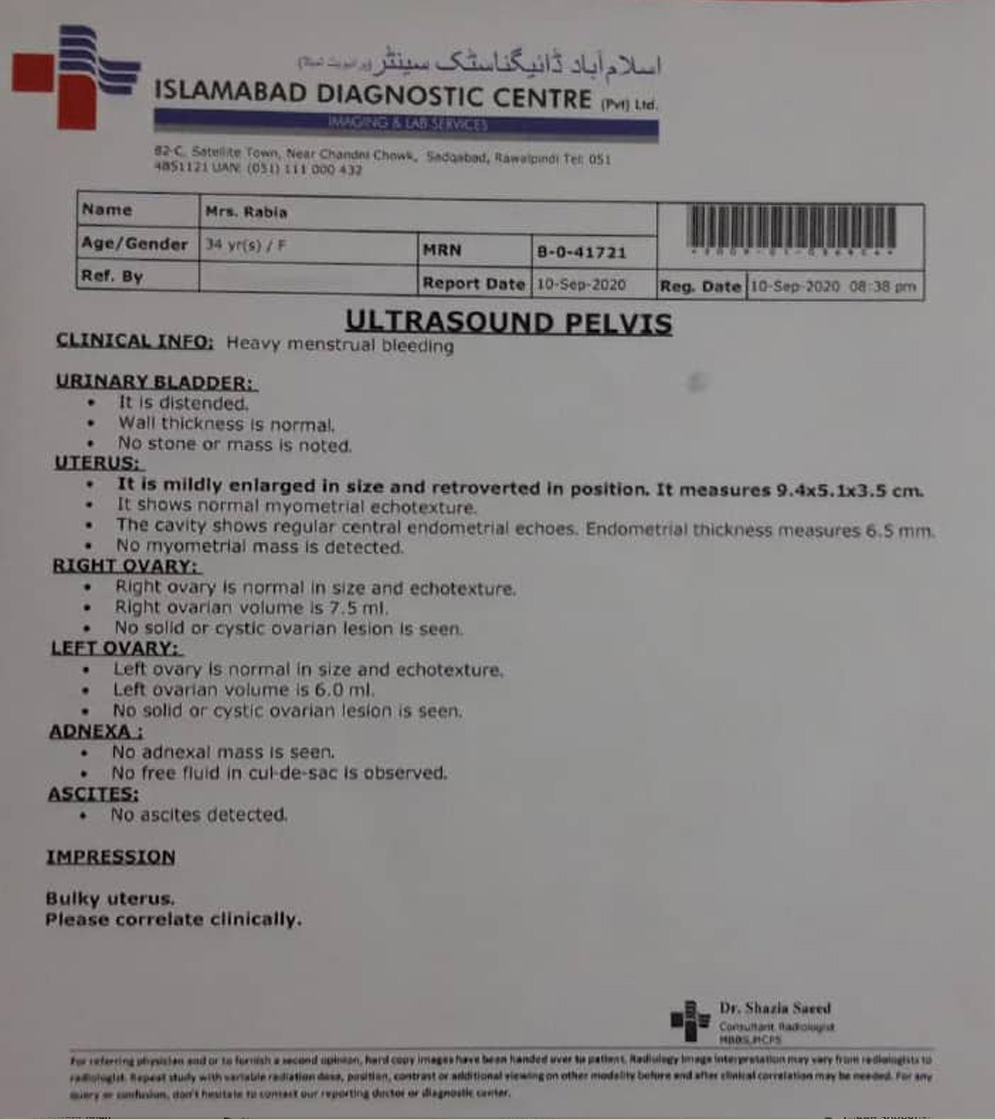 اسلام آباد ڈائیگناسٹک سینٹر
ISLAMABAD DIAGNOSTIC CENTRE (Pvt) Ltd.
IMAGING & LAB SERVICES
82-C, Satellite Town, Near Chandni Chowk, Sadqabad, Rawalpindi Tel: 051
4851121 UAN: (051) 111 000 432
Name Mrs. Rabia
Age/Gender 34 yr(s) / F MRN B-0-41721
Ref. By Report Date 10-Sep-2020 Reg. Date 10-Sep-2020 08:38 pm
ULTRASOUND PELVIS
CLINICAL INFO: Heavy menstrual bleeding
URINARY BLADDER:
• It is distended.
• Wall thickness is normal.
• No stone or mass is noted.
UTERUS:
• It is mildly enlarged in size and retroverted in position. It measures 9.4x5.1x3.5 cm.
• It shows normal myometrial echotexture.
• The cavity shows regular central endometrial echoes. Endometrial thickness measures 6.5 mm.
• No myometrial mass is detected.
RIGHT OVARY:
• Right ovary is normal in size and echotexture.
• Right ovarian volume is 7.5 ml.
• No solid or cystic ovarian lesion is seen.
LEFT OVARY:
• Left ovary is normal in size and echotexture.
• Left ovarian volume is 6.0 ml.
• No solid or cystic ovarian lesion is seen.
ADNEXA :
• No adnexal mass is seen.
• No free fluid in cul-de-sac is observed.
ASCITES:
• No ascites detected.
IMPRESSION
Bulky uterus.
Please correlate clinically.
Dr. Shazia Saeed
Consultant Radiologist
MBBS,MCPS
For referring physician and or to furnish a second opinion, hard copy images have been handed over to patient. Radiology image interpretation may vary from radiologists to
radiologist. Repeat study with variable radiation dose, position, contrast or additional viewing on other modality before and after clinical correlation may be needed. For any
query or confusion, don't hesitate to contact our reporting doctor or diagnostic center.